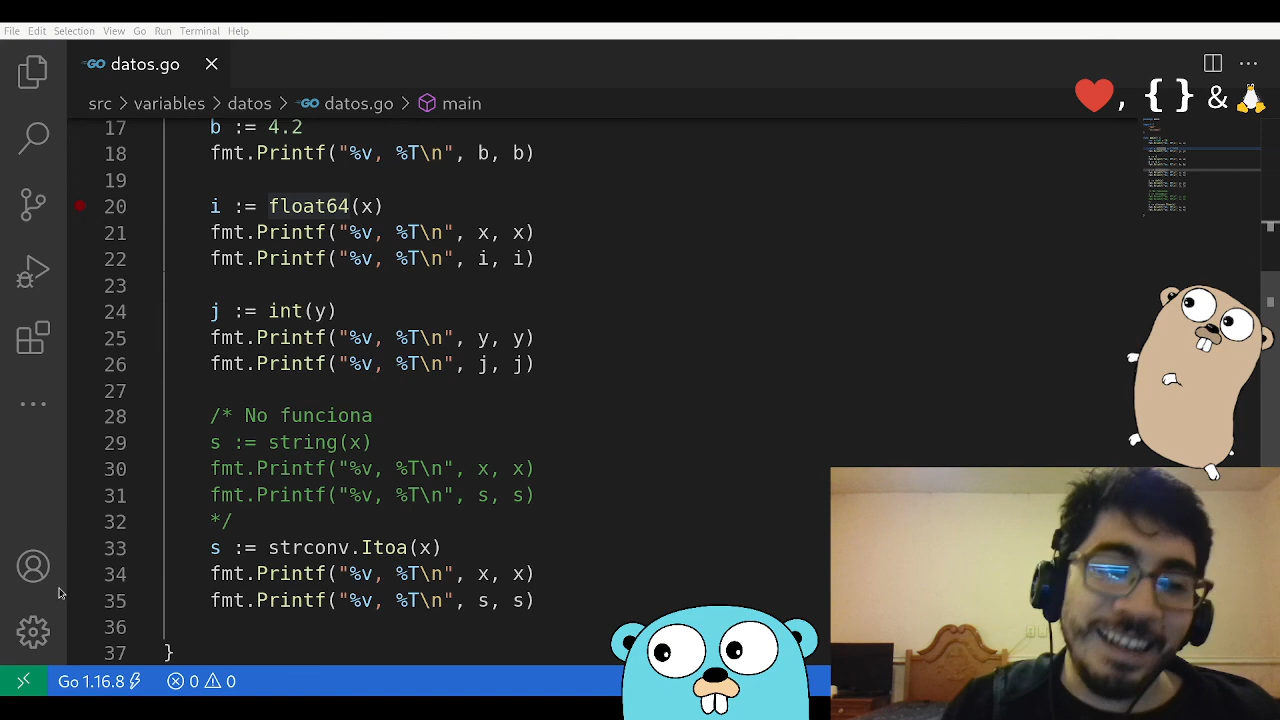 File Edit Selection View Go Run Terminal Help
GO datos.go
src > variables > datos > GO datos.go > main
, { } &
17 b := 4.2
18 fmt.Printf("%v, %T\n", b, b)
19
20 i := float64(x)
21 fmt.Printf("%v, %T\n", x, x)
22 fmt.Printf("%v, %T\n", i, i)
23
24 j := int(y)
25 fmt.Printf("%v, %T\n", y, y)
26 fmt.Printf("%v, %T\n", j, j)
27
28 /* No funciona
29 s := string(x)
30 fmt.Printf("%v, %T\n", x, x)
31 fmt.Printf("%v, %T\n", s, s)
32 */
33 s := strconv.Itoa(x)
34 fmt.Printf("%v, %T\n", x, x)
35 fmt.Printf("%v, %T\n", s, s)
36
37 }
Go 1.16.8 0 0